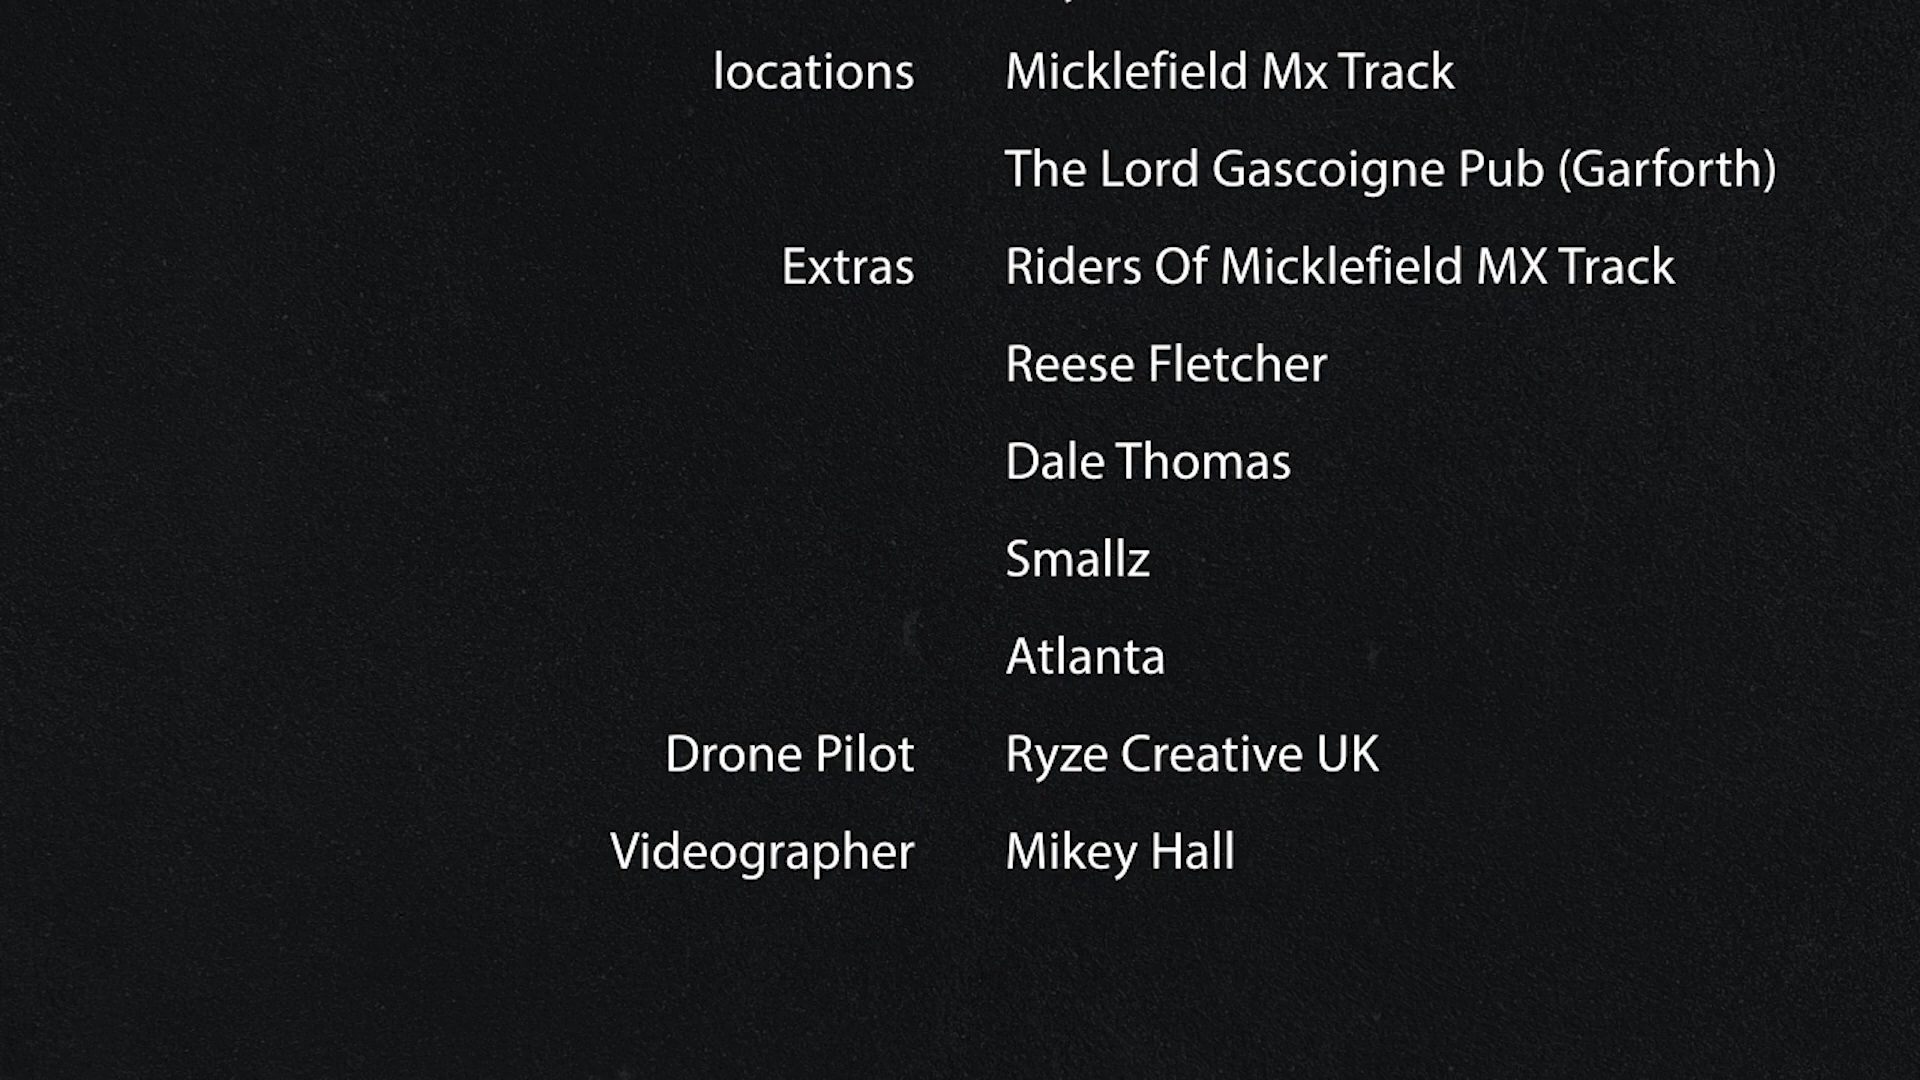 locations Micklefield Mx Track
The Lord Gascoigne Pub (Garforth)
Extras Riders Of Micklefield MX Track
Reese Fletcher
Dale Thomas
Smallz
Atlanta
Drone Pilot Ryze Creative UK
Videographer Mikey Hall